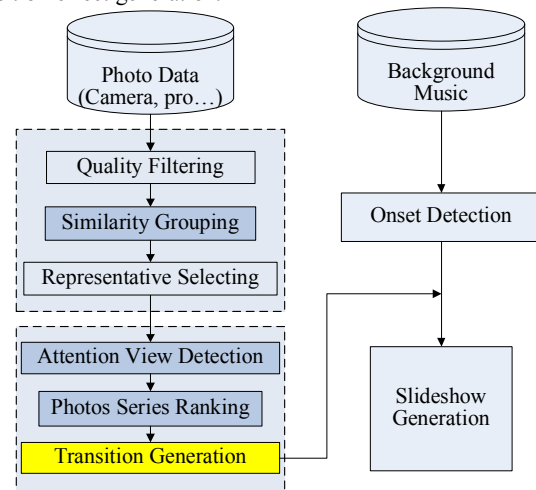 Photo Data
(Camera, pro…)
Quality Filtering
Similarity Grouping
Representative Selecting
Attention View Detection
Photos Series Ranking
Transition Generation
Background
Music
Onset Detection
Slideshow
Generation